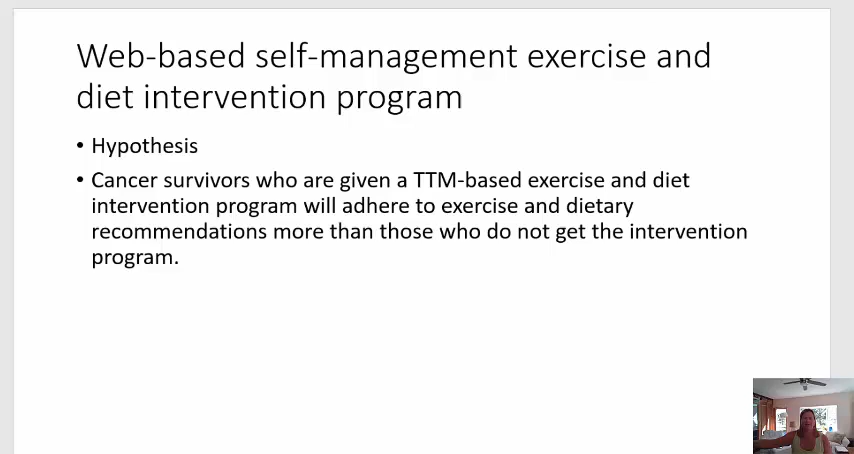 Web-based self-management exercise and
diet intervention program
• Hypothesis
• Cancer survivors who are given a TTM-based exercise and diet
intervention program will adhere to exercise and dietary
recommendations more than those who do not get the intervention
program.